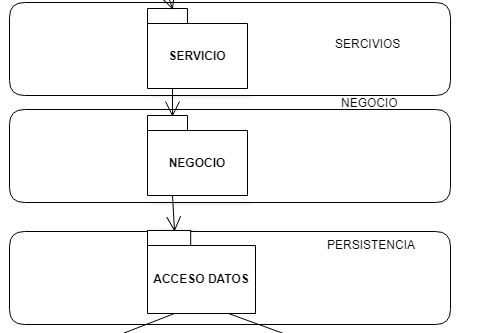 SERVICIO
SERCIVIOS
NEGOCIO
NEGOCIO
PERSISTENCIA
ACCESO DATOS